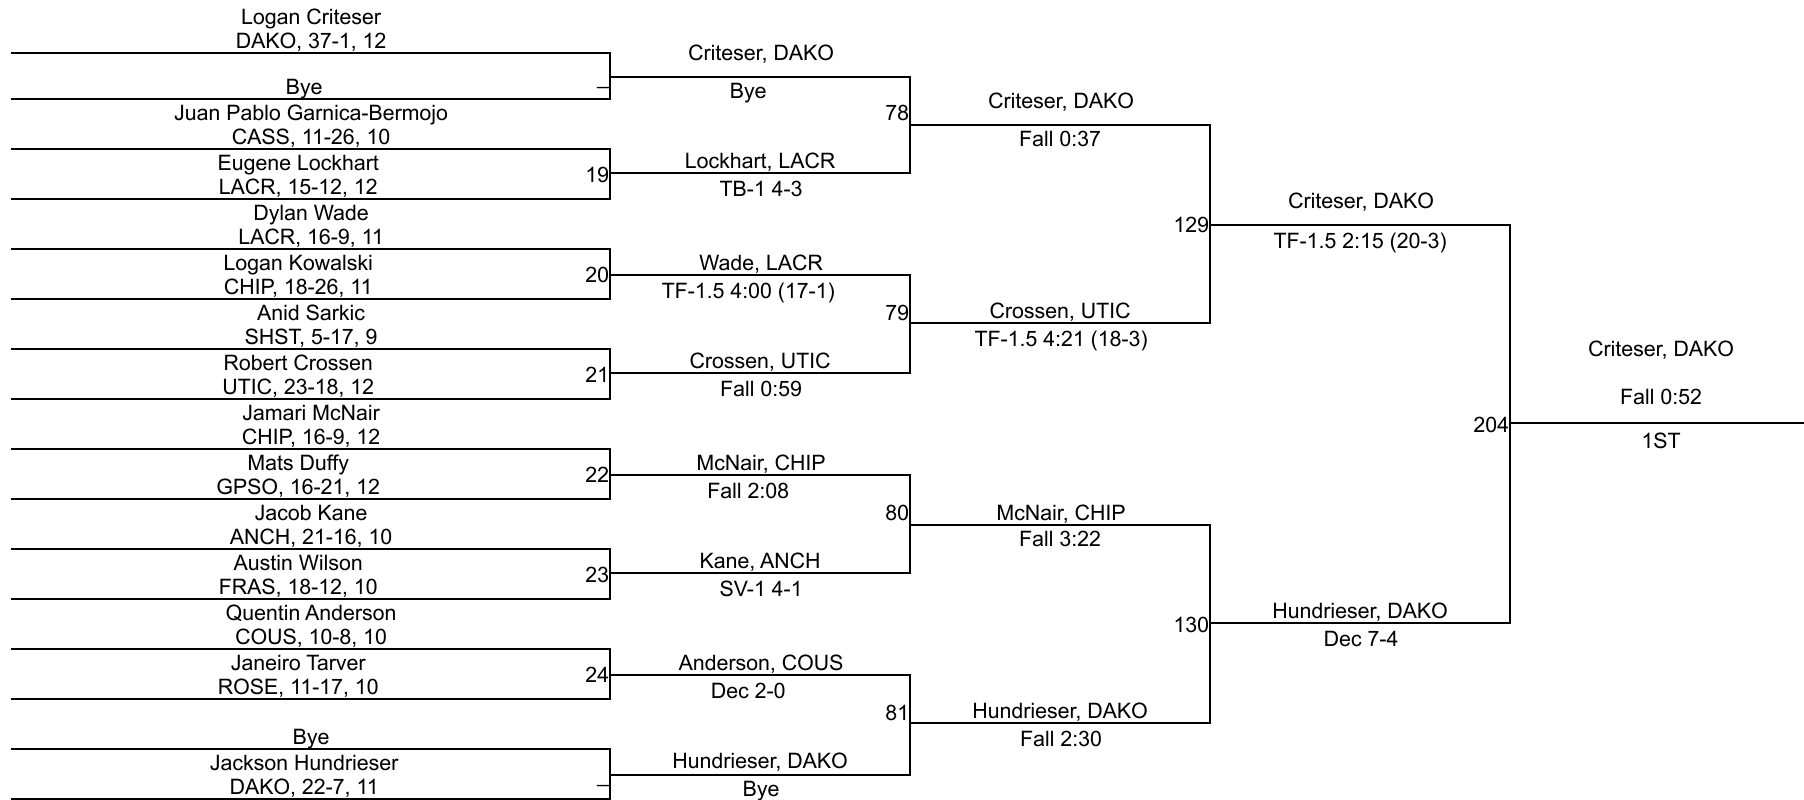 Logan Criteser
DAKO, 37-1, 12
Bye
Juan Pablo Garnica-Bermojo
CASS, 11-26, 10
Eugene Lockhart
LACR, 15-12, 12
Dylan Wade
LACR, 16-9, 11
Logan Kowalski
CHIP, 18-26, 11
Anid Sarkic
SHST, 5-17, 9
Robert Crossen
UTIC, 23-18, 12
Jamari McNair
CHIP, 16-9, 12
Mats Duffy
GPSO, 16-21, 12
Jacob Kane
ANCH, 21-16, 10
Austin Wilson
FRAS, 18-12, 10
Quentin Anderson
COUS, 10-8, 10
Janeiro Tarver
ROSE, 11-17, 10
Bye
Jackson Hundrieser
DAKO, 22-7, 11
–
19
20
21
22
23
24
–
Criteser, DAKO
Bye
Lockhart, LACR
TB-1 4-3
Wade, LACR
TF-1.5 4:00 (17-1)
Crossen, UTIC
Fall 0:59
McNair, CHIP
Fall 2:08
Kane, ANCH
SV-1 4-1
Anderson, COUS
Dec 2-0
Hundrieser, DAKO
Bye
78
79
80
81
Criteser, DAKO
Fall 0:37
Crossen, UTIC
TF-1.5 4:21 (18-3)
McNair, CHIP
Fall 3:22
Hundrieser, DAKO
Fall 2:30
129
130
Criteser, DAKO
TF-1.5 2:15 (20-3)
Hundrieser, DAKO
Dec 7-4
204
Criteser, DAKO
Fall 0:52
1ST